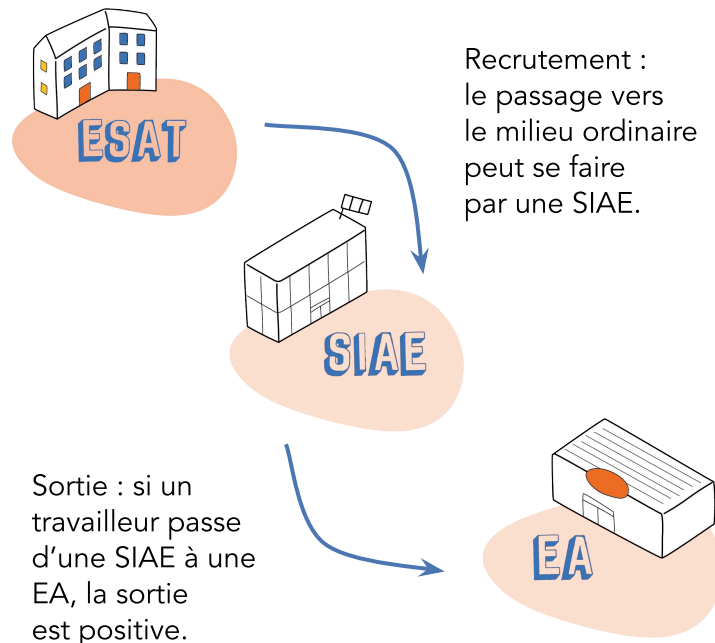 ESAT
Recrutement :
le passage vers
le milieu ordinaire
peut se faire
par une SIAE.
SIAE
Sortie : si un
travailleur passe
d’une SIAE à une
EA, la sortie
est positive.
EA